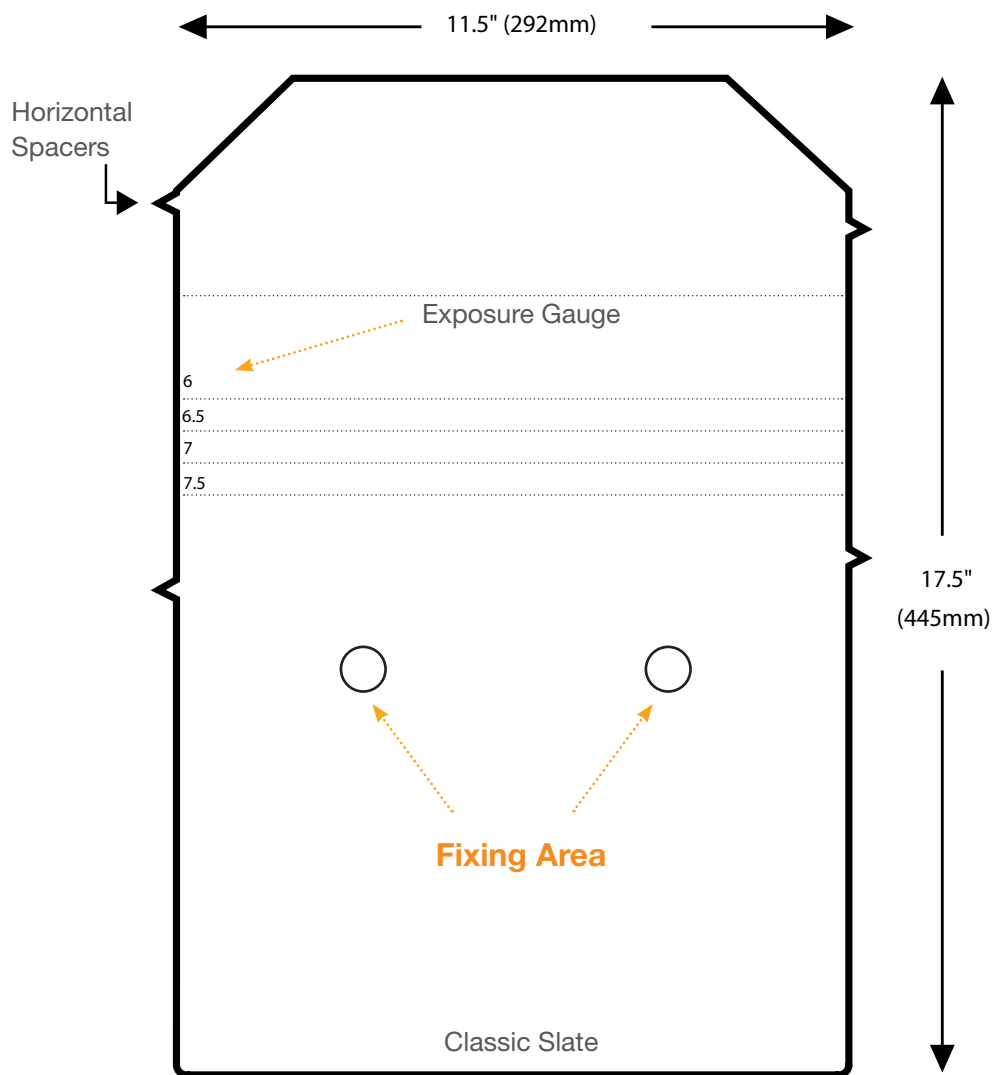 11.5" (292mm)
Horizontal
Spacers
Exposure Gauge
6
6.5
7
7.5
17.5"
(445mm)
Fixing Area
Classic Slate